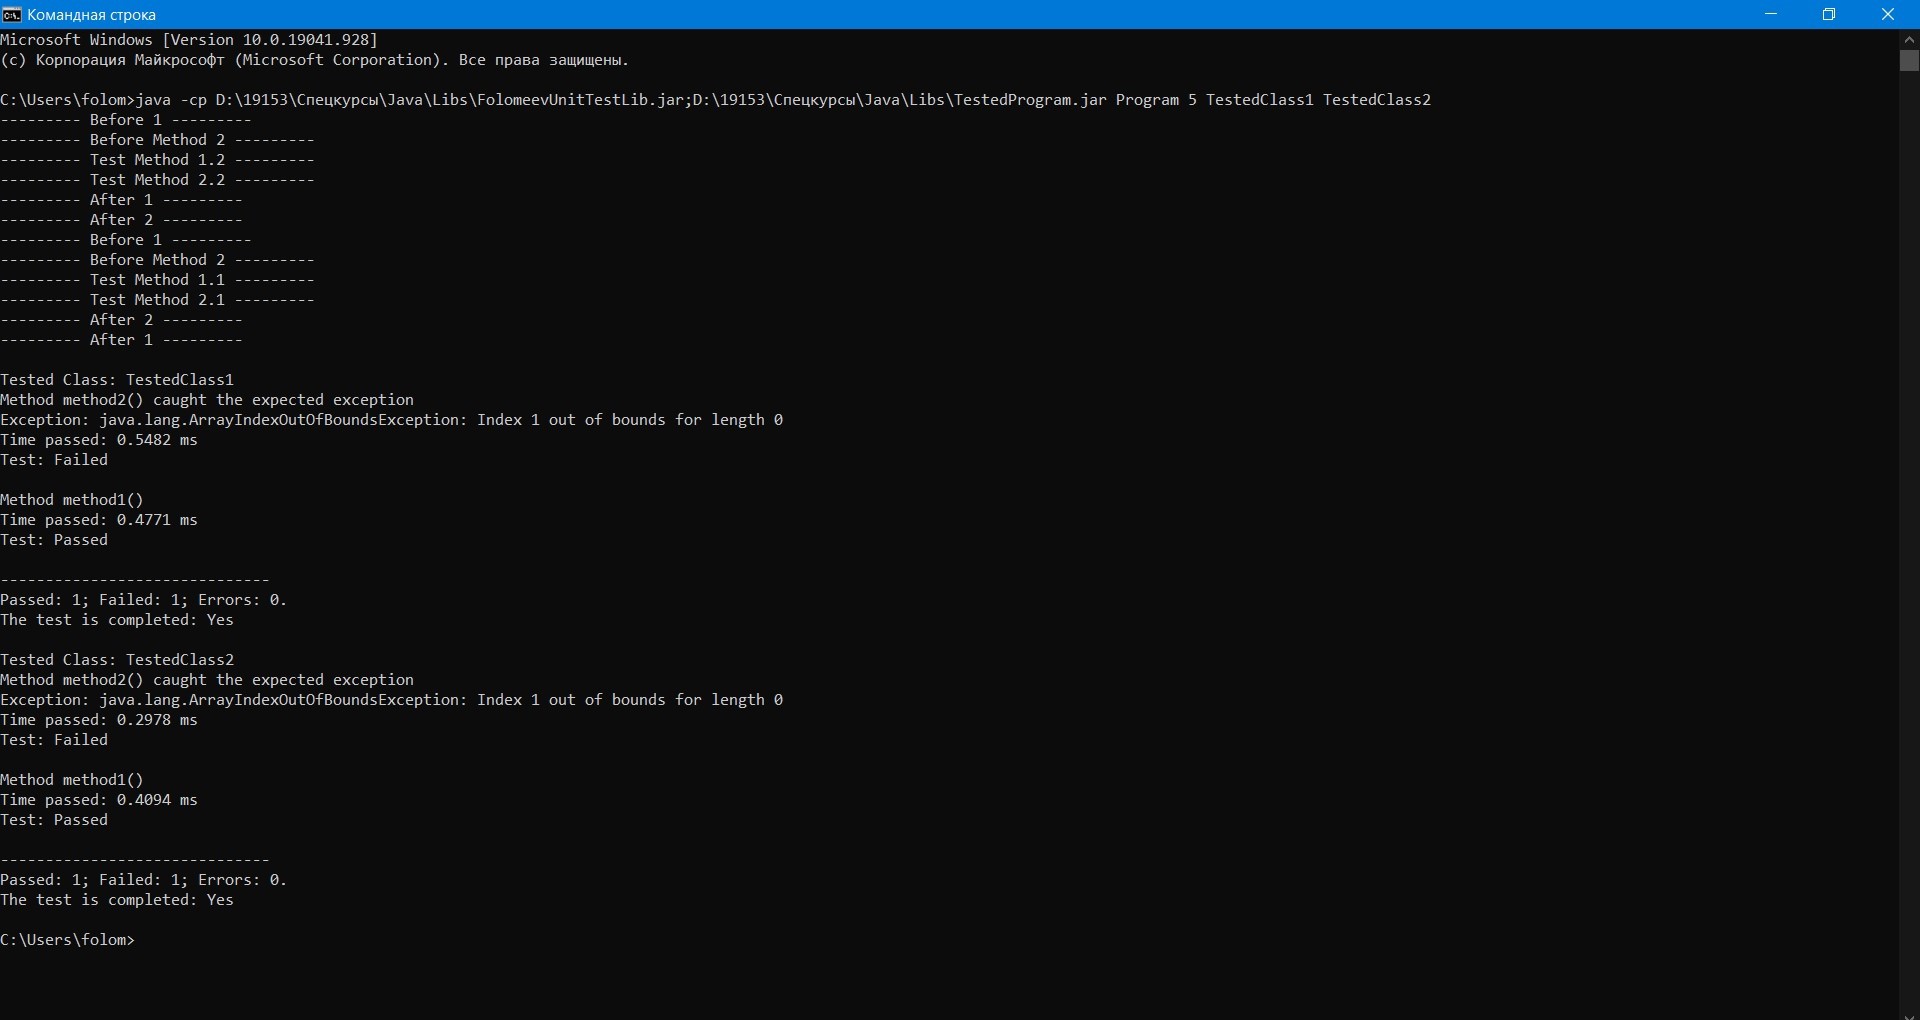 Командная строка
Microsoft Windows [Version 10.0.19041.928]
(c) Корпорация Майкрософт (Microsoft Corporation). Все права защищены.
C:\Users\folom>java -cp D:\19153\Спецкурсы\Java\Libs\FolomeevUnitTestLib.jar;D:\19153\Спецкурсы\Java\Libs\TestedProgram.jar Program 5 TestedClass1 TestedClass2
--------- Before 1 ---------
--------- Before Method 2 ---------
--------- Test Method 1.2 ---------
--------- Test Method 2.2 ---------
--------- After 1 ---------
--------- After 2 ---------
--------- Before 1 ---------
--------- Before Method 2 ---------
--------- Test Method 1.1 ---------
--------- Test Method 2.1 ---------
--------- After 2 ---------
--------- After 1 ---------
Tested Class: TestedClass1
Method method2() caught the expected exception
Exception: java.lang.ArrayIndexOutOfBoundsException: Index 1 out of bounds for length 0
Time passed: 0.5482 ms
Test: Failed
Method method1()
Time passed: 0.4771 ms
Test: Passed
------------------------------
Passed: 1; Failed: 1; Errors: 0.
The test is completed: Yes
Tested Class: TestedClass2
Method method2() caught the expected exception
Exception: java.lang.ArrayIndexOutOfBoundsException: Index 1 out of bounds for length 0
Time passed: 0.2978 ms
Test: Failed
Method method1()
Time passed: 0.4094 ms
Test: Passed
------------------------------
Passed: 1; Failed: 1; Errors: 0.
The test is completed: Yes
C:\Users\folom>